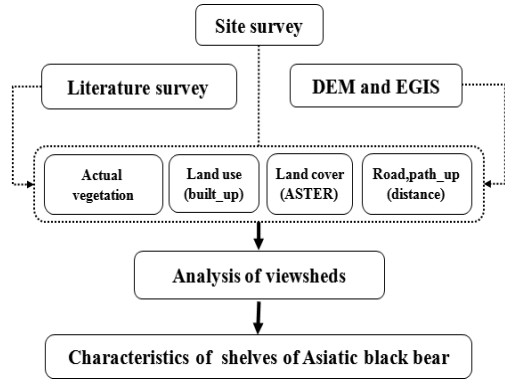 Site survey
Literature survey
DEM and EGIS
Actual
vegetation
Land use
(built_up)
Land cover
(ASTER)
Road,path_up
(distance)
Analysis of viewsheds
Characteristics of shelves of Asiatic black bear